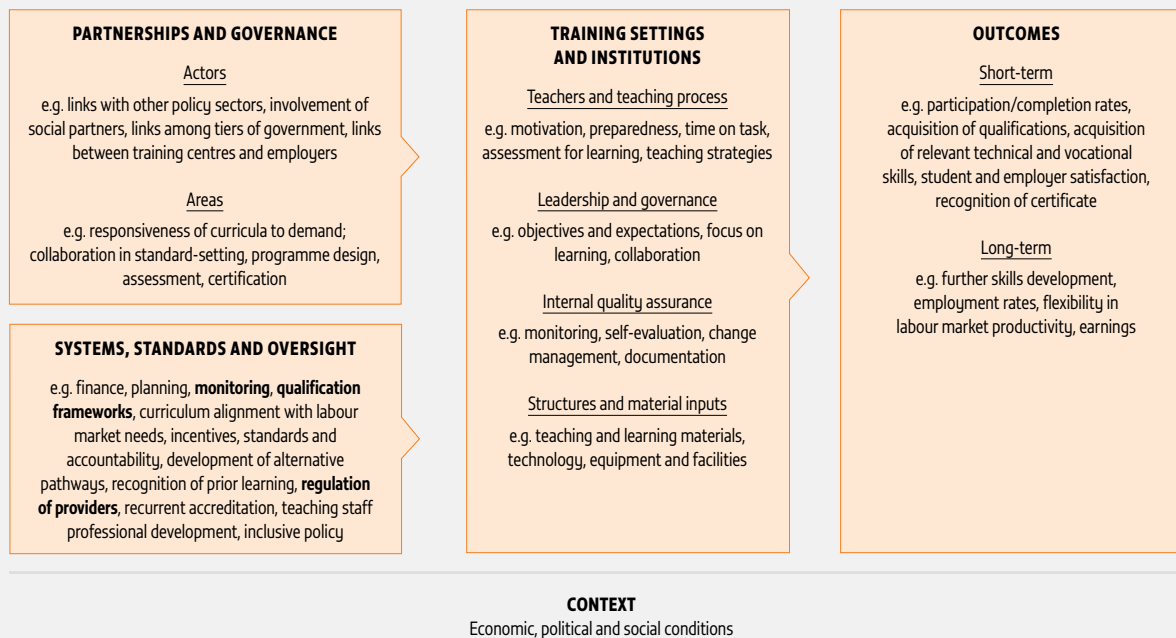 PARTNERSHIPS AND GOVERNANCE
Actors
e.g. links with other policy sectors, involvement of
social partners, links among tiers of government, links
between training centres and employers
Areas
e.g. responsiveness of curricula to demand;
collaboration in standard-setting, programme design,
assessment, certification
SYSTEMS, STANDARDS AND OVERSIGHT
e.g. finance, planning, monitoring, qualification
frameworks, curriculum alignment with labour
market needs, incentives, standards and
accountability, development of alternative
pathways, recognition of prior learning, regulation
of providers, recurrent accreditation, teaching staff
professional development, inclusive policy
TRAINING SETTINGS
AND INSTITUTIONS
Teachers and teaching process
e.g. motivation, preparedness, time on task,
assessment for learning, teaching strategies
Leadership and governance
e.g. objectives and expectations, focus on
learning, collaboration
Internal quality assurance
e.g. monitoring, self-evaluation, change
management, documentation
Structures and material inputs
e.g. teaching and learning materials,
technology, equipment and facilities
OUTCOMES
Short-term
e.g. participation/completion rates,
acquisition of qualifications, acquisition
of relevant technical and vocational
skills, student and employer satisfaction,
recognition of certificate
Long-term
e.g. further skills development,
employment rates, flexibility in
labour market productivity, earnings
CONTEXT
Economic, political and social conditions